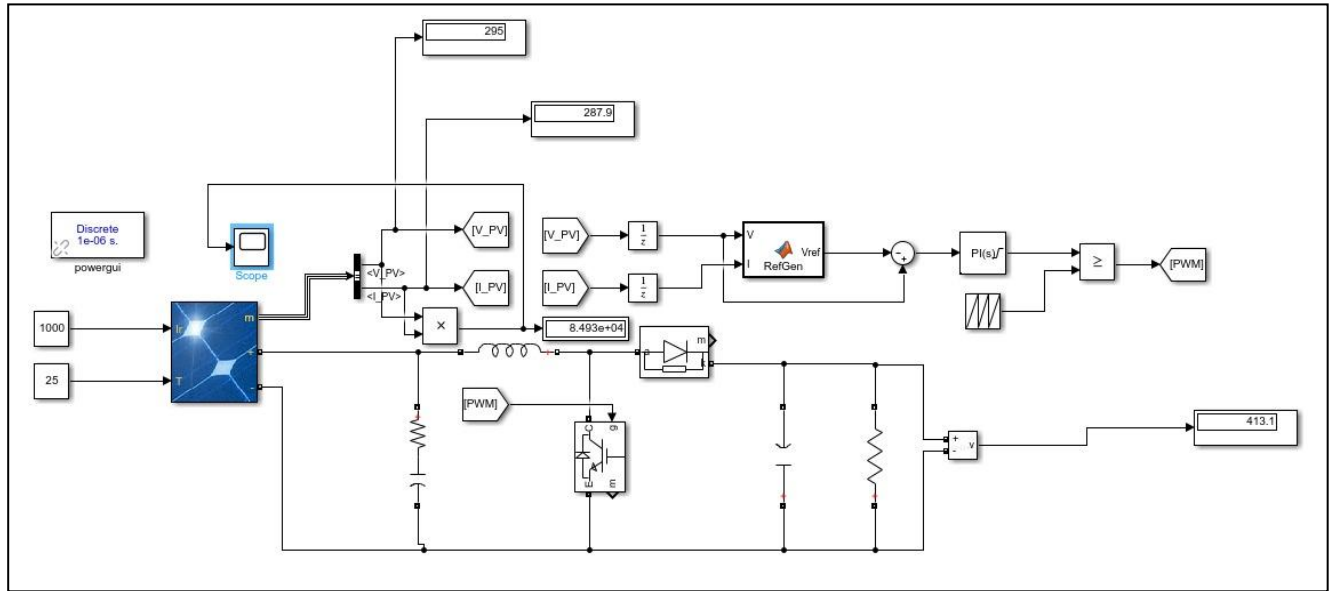 295
287.9
Discrete
1e-06 s.
powergui
Scope
<V_PV>
<I_PV>
[V_PV]
[I_PV]
[V_PV]
[I_PV]
1
z
1
z
V
I
Vref
RefGen
-
+
PI(s)
≥
[PWM]
1000
25
Ir
T
m
+
-
×
8.493e+04
m
a
k
[PWM]
g
C
E
m
+
-
v
413.1